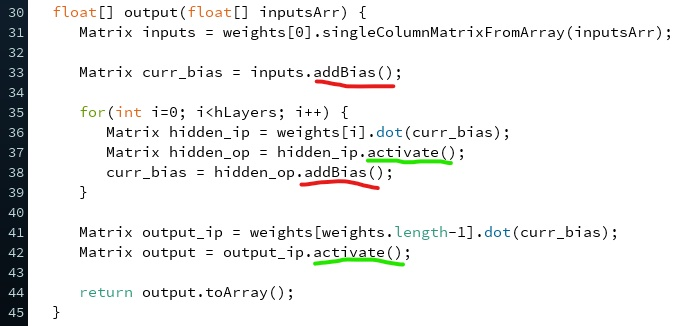 30 float[] output(float[] inputsArr) {
31 Matrix inputs = weights[0].singleColumnMatrixFromArray(inputsArr);
32
33 Matrix curr_bias = inputs.addBias();
34
35 for(int i=0; i<hLayers; i++) {
36 Matrix hidden_ip = weights[i].dot(curr_bias);
37 Matrix hidden_op = hidden_ip.activate();
38 curr_bias = hidden_op.addBias();
39 }
40
41 Matrix output_ip = weights[weights.length-1].dot(curr_bias);
42 Matrix output = output_ip.activate();
43
44 return output.toArray();
45 }